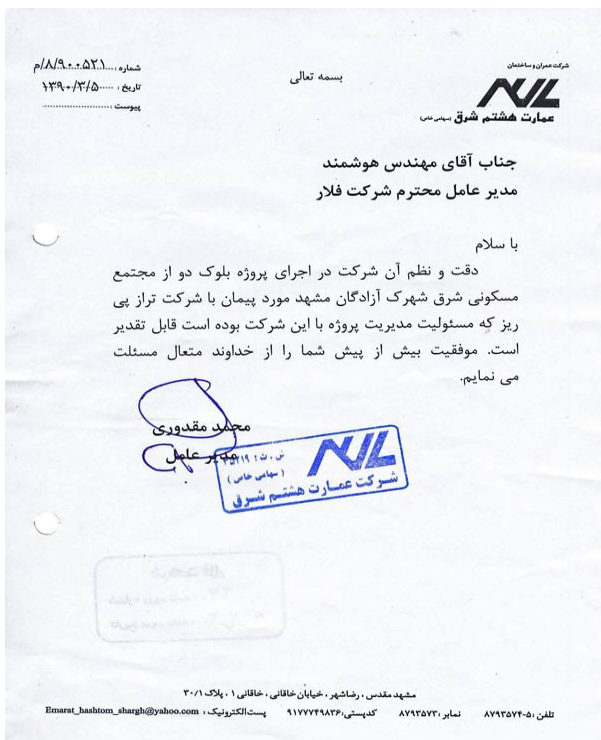 شرکت عمران و ساختمان
عمارت هشتم شرق (سهامی خاص)
بسمه تعالی
شماره : ۸/۹۰۰۵۲۱/م
تاریخ : ۱۳۹۰/۳/۵
پیوست :
جناب آقای مهندس هوشمند
مدیر عامل محترم شرکت فلار
با سلام
دقت و نظم آن شرکت در اجرای پروژه بلوک دو از مجتمع
مسکونی شرق شهرک آزادگان مشهد مورد پیمان با شرکت تراز پی
ریز که مسئولیت مدیریت پروژه با این شرکت بوده است قابل تقدیر
است. موفقیت بیش از پیش شما را از خداوند متعال مسئلت
می نمایم.
محمد مقدوری
مدیر عامل
ش . ث :
( سهامی خاص )
شرکت عمارت هشتم شرق
مشهد مقدس ، رضاشهر ، خیابان خاقانی ، خاقانی ۱ ، پلاک ۳۰/۱
تلفن :۵-۸۷۹۳۵۷۴ نمابر :۸۷۹۳۵۷۳ کدپستی:۹۱۷۷۷۴۹۸۳۶ پست الکترونیک : Emarat_hashtom_shargh@yahoo.com